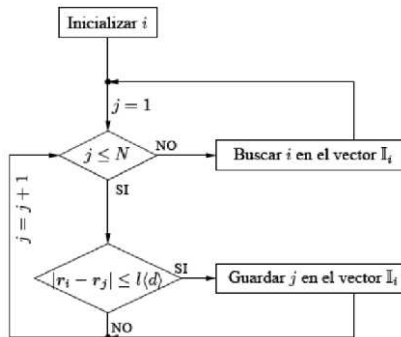 Inicializar i
j = 1
j ≤ N
NO
Buscar i en el vector 𝕀ᵢ
SI
j = j + 1
|rᵢ − rⱼ| ≤ l⟨d⟩
SI
Guardar j en el vector 𝕀ᵢ
NO